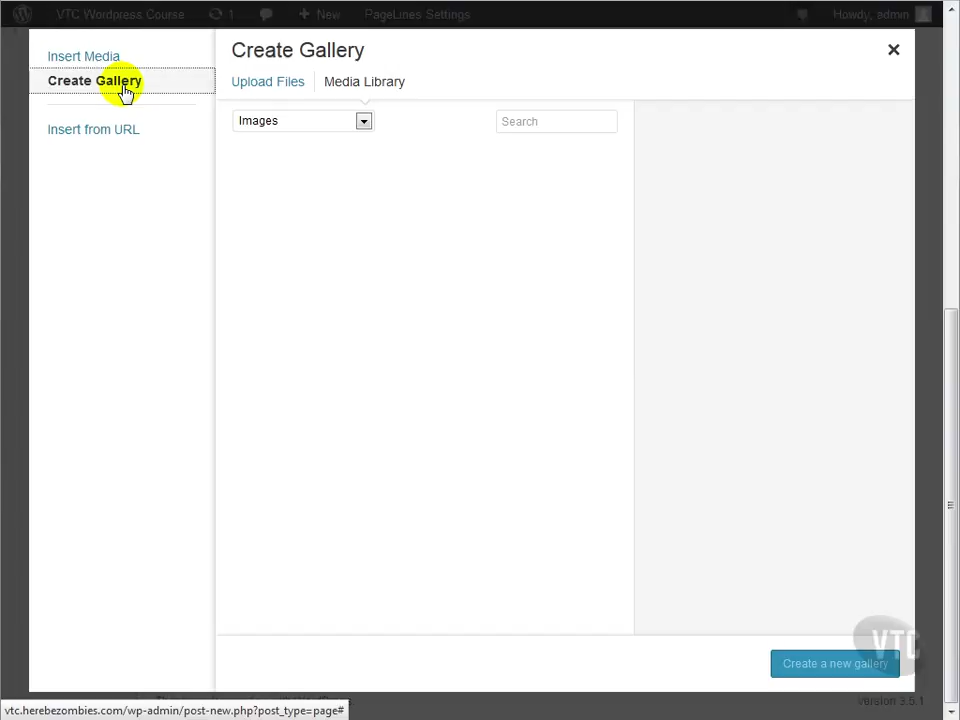 VTC Wordpress Course 1 + New PageLines Settings Howdy, admin
Insert Media
Create Gallery
Insert from URL
Create Gallery
Upload Files Media Library
Images
Search
Create a new gallery
VTC
version 3.5.1
vtc.herebezombies.com/wp-admin/post-new.php?post_type=page#